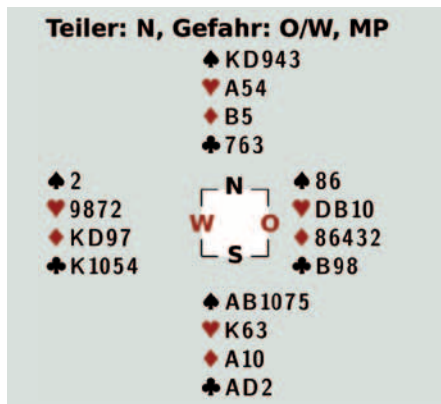 Teiler: N, Gefahr: O/W, MP
♠ KD943
♥ A54
♦ B5
♣ 763
♠ 2
♥ 9872
♦ KD97
♣ K1054
N
W O
S
♠ 86
♥ DB10
♦ 86432
♣ B98
♠ AB1075
♥ K63
♦ A10
♣ AD2